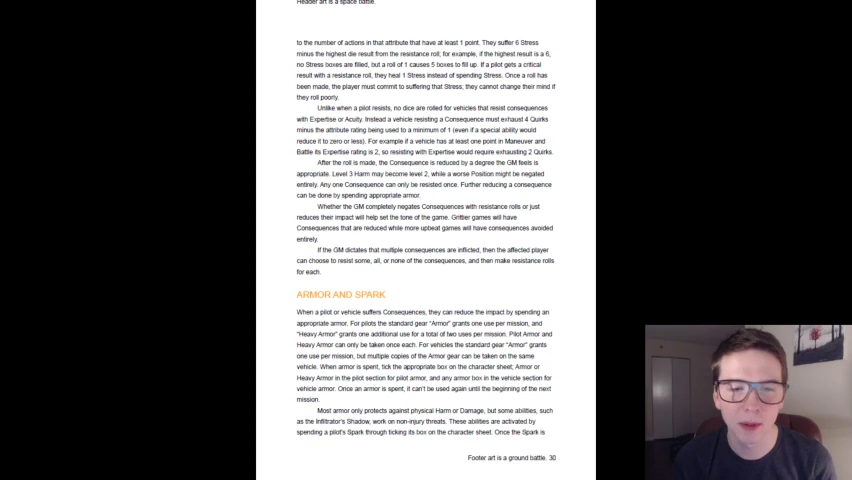 Header art is a space battle.
to the number of actions in that attribute that have at least 1 point. They suffer 6 Stress
minus the highest die result from the resistance roll; for example, if the highest result is a 6,
no Stress boxes are filled, but a roll of 1 causes 5 boxes to fill up. If a pilot gets a critical
result with a resistance roll, they heal 1 Stress instead of spending Stress. Once a roll has
been made, the player must commit to suffering that Stress; they cannot change their mind if
they roll poorly.
Unlike when a pilot resists, no dice are rolled for vehicles that resist consequences
with Expertise or Acuity. Instead a vehicle resisting a Consequence must exhaust 4 Quirks
minus the attribute rating being used to a minimum of 1 (even if a special ability would
reduce it to zero or less). For example if a vehicle has at least one point in Maneuver and
Battle its Expertise rating is 2, so resisting with Expertise would require exhausting 2 Quirks.
After the roll is made, the Consequence is reduced by a degree the GM feels is
appropriate. Level 3 Harm may become level 2, while a worse Position might be negated
entirely. Any one Consequence can only be resisted once. Further reducing a consequence
can be done by spending appropriate armor.
Whether the GM completely negates Consequences with resistance rolls or just
reduces their impact will help set the tone of the game. Grittier games will have
Consequences that are reduced while more upbeat games will have consequences avoided
entirely.
If the GM dictates that multiple consequences are inflicted, then the affected player
can choose to resist some, all, or none of the consequences, and then make resistance rolls
for each.
ARMOR AND SPARK
When a pilot or vehicle suffers Consequences, they can reduce the impact by spending an
appropriate armor. For pilots the standard gear “Armor” grants one use per mission, and
“Heavy Armor” grants one additional use for a total of two uses per mission. Pilot Armor and
Heavy Armor can only be taken once each. For vehicles the standard gear “Armor” grants
one use per mission, but multiple copies of the Armor gear can be taken on the same
vehicle. When armor is spent, tick the appropriate box on the character sheet; Armor or
Heavy Armor in the pilot section for pilot armor, and any armor box in the vehicle section for
vehicle armor. Once an armor is spent, it can't be used again until the beginning of the next
mission.
Most armor only protects against physical Harm or Damage, but some abilities, such
as the Infiltrator's Shadow, work on non-injury threats. These abilities are activated by
spending a pilot's Spark through ticking its box on the character sheet. Once the Spark is
Footer art is a ground battle. 30